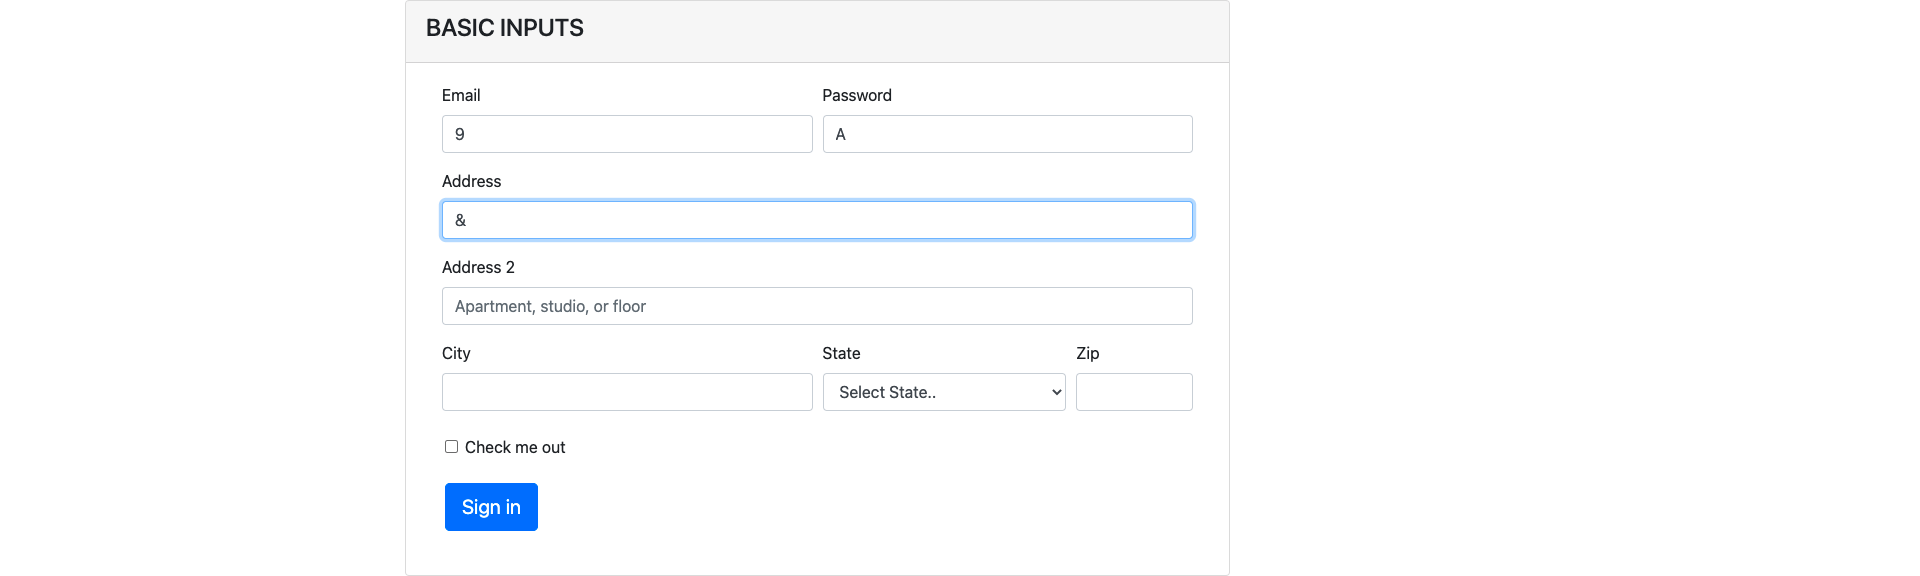 BASIC INPUTS
Email Password
9 A
Address
&
Address 2
Apartment, studio, or floor
City State Zip
Select State..
Check me out
Sign in